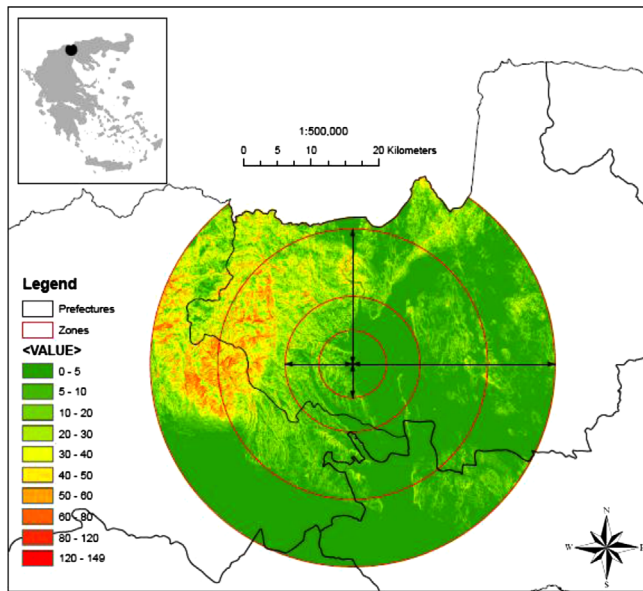 1:500,000
0 5 10 20 Kilometers
Legend
Prefectures
Zones
<VALUE>
0 - 5
5 - 10
10 - 20
20 - 30
30 - 40
40 - 50
50 - 60
60 - 80
80 - 120
120 - 149
N
W
E
S